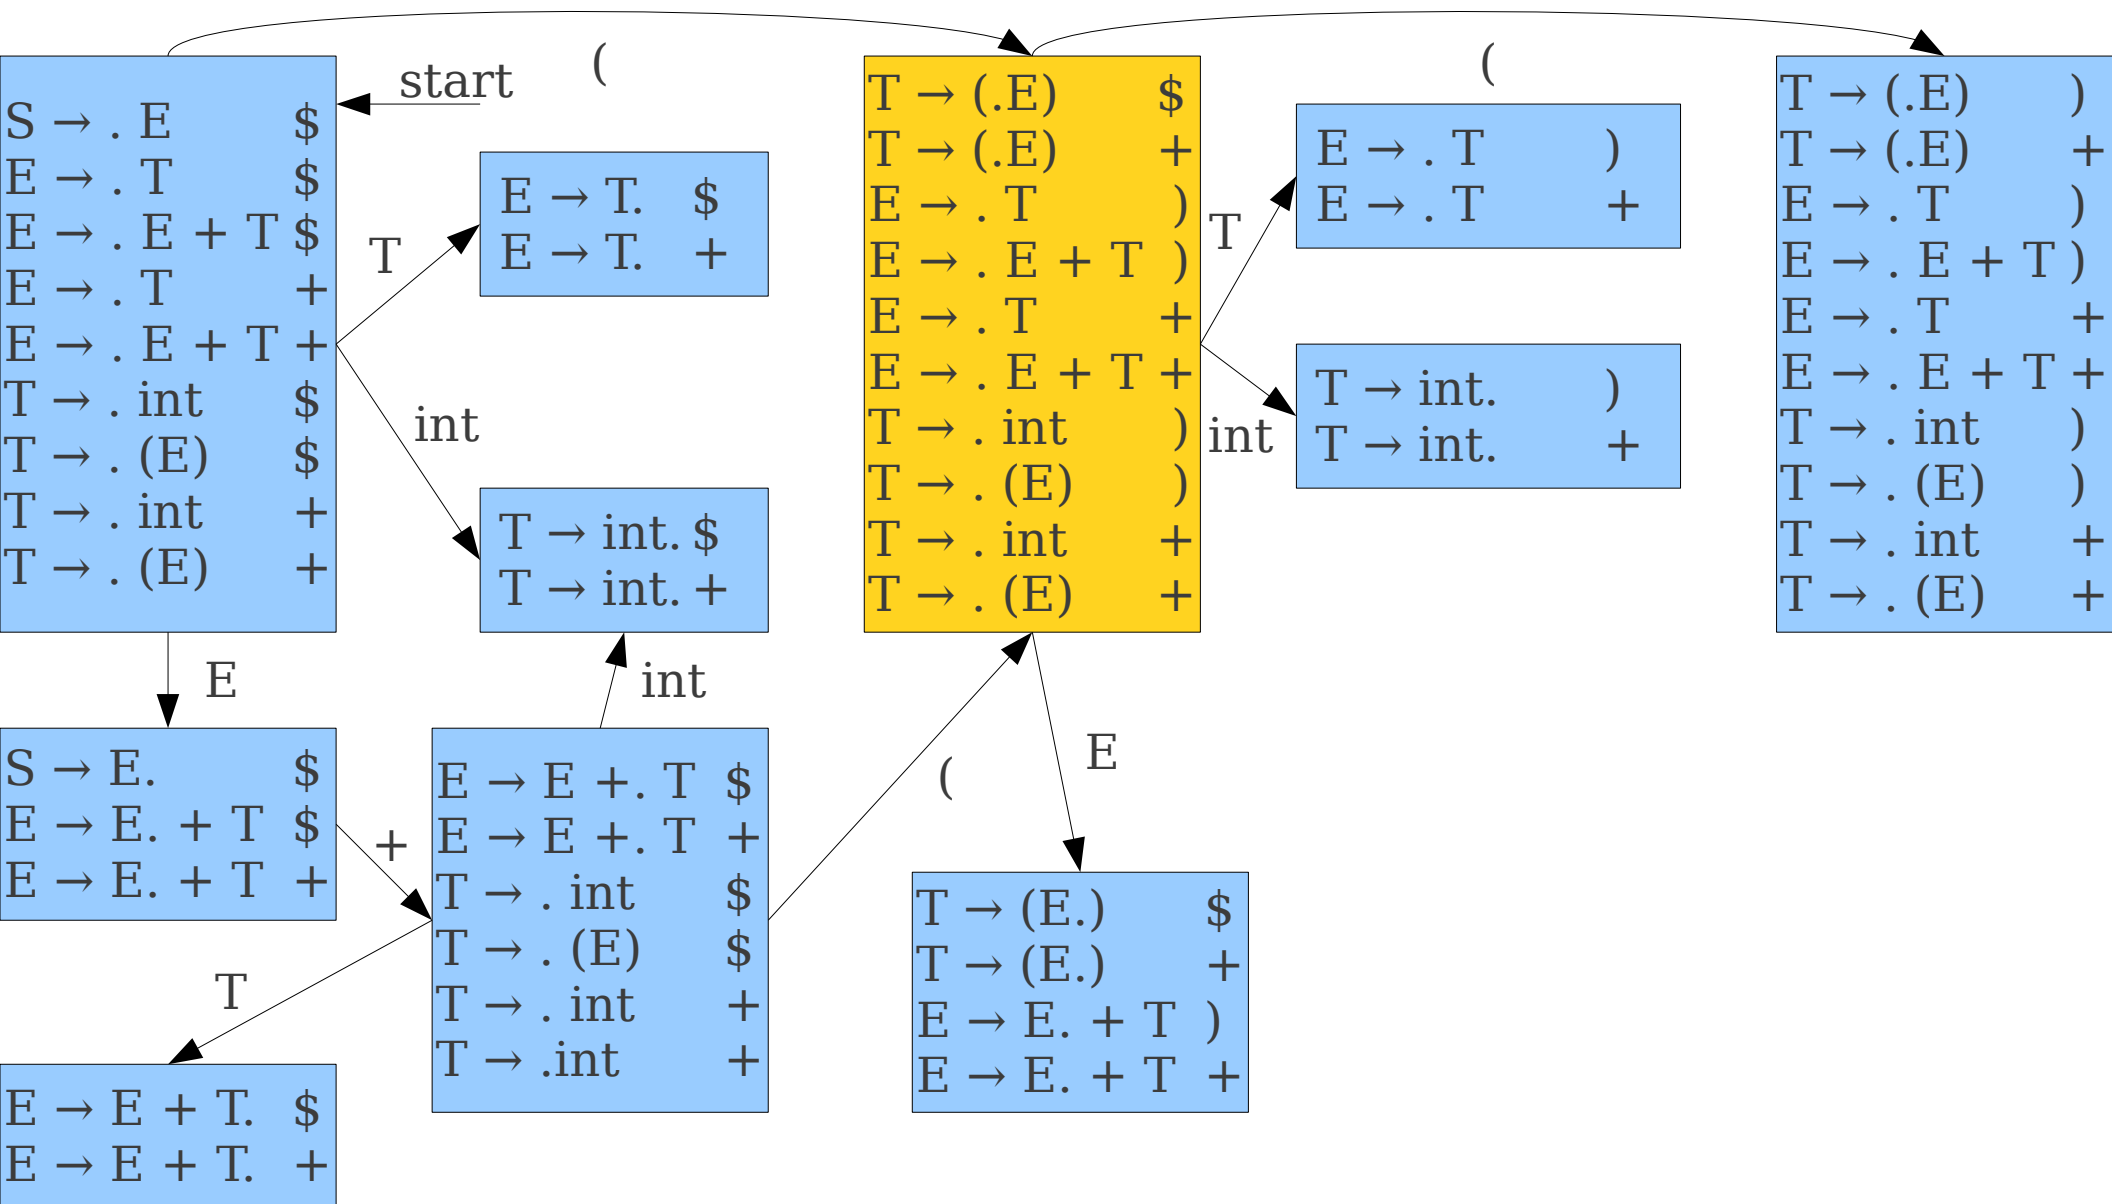 start
(
(
S → . E $
E → . T $
E → . E + T $
E → . T +
E → . E + T +
T → . int $
T → . (E) $
T → . int +
T → . (E) +
T
E → T. $
E → T. +
int
T → int. $
T → int. +
T → (.E) $
T → (.E) +
E → . T )
E → . E + T )
E → . T +
E → . E + T +
T → . int )
T → . (E) )
T → . int +
T → . (E) +
T
E → . T )
E → . T +
int
T → int. )
T → int. +
T → (.E) )
T → (.E) +
E → . T )
E → . E + T )
E → . T +
E → . E + T +
T → . int )
T → . (E) )
T → . int +
T → . (E) +
E
int
S → E. $
E → E. + T $
E → E. + T +
+
E → E +. T $
E → E +. T +
T → . int $
T → . (E) $
T → . int +
T → .int +
(
E
T → (E.) $
T → (E.) +
E → E. + T )
E → E. + T +
T
E → E + T. $
E → E + T. +